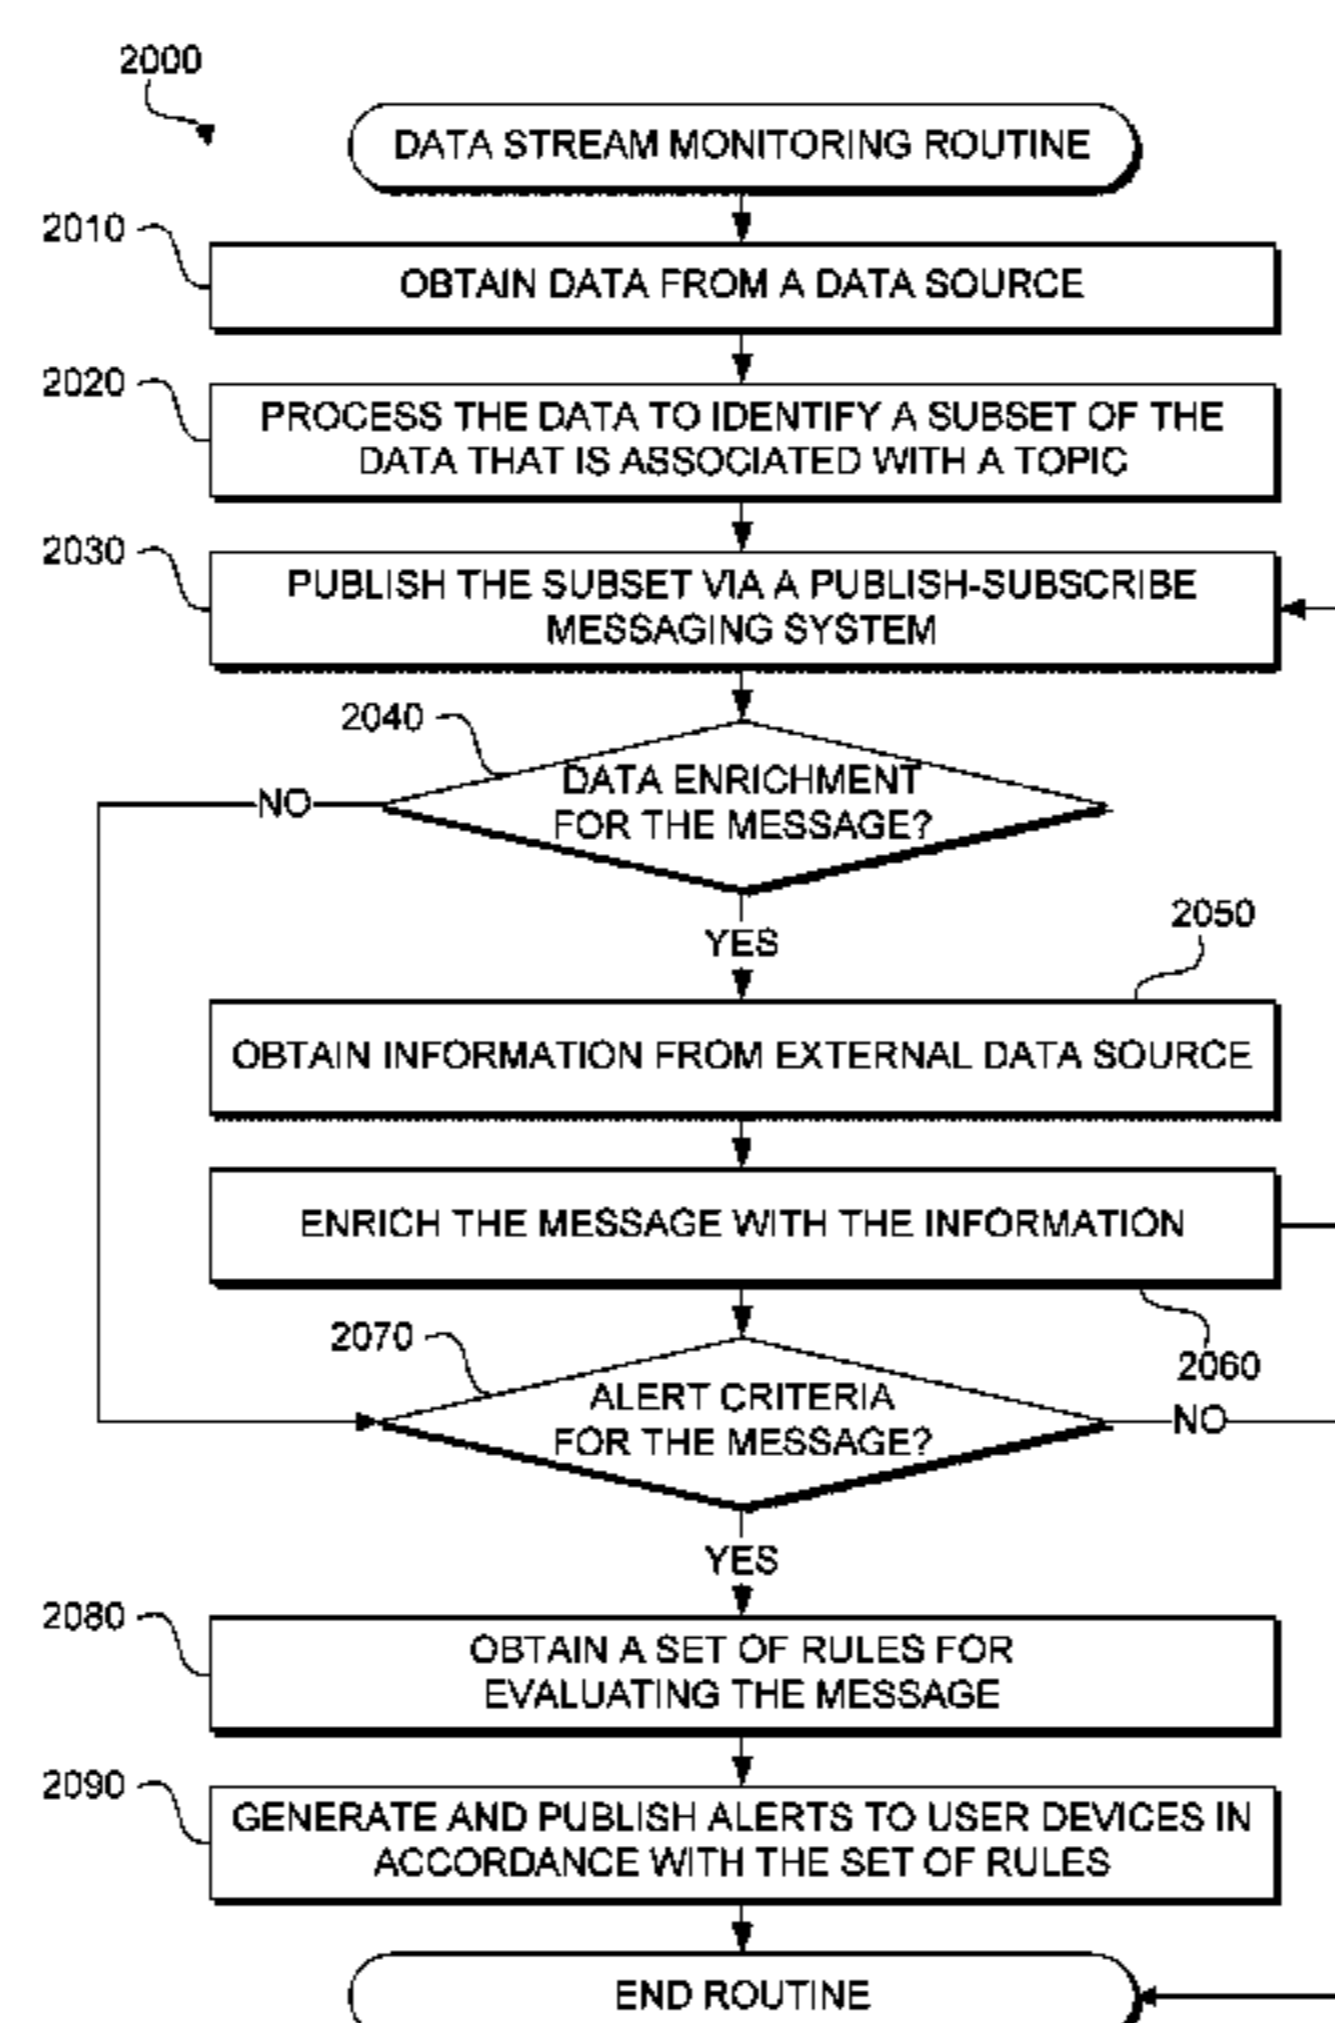 2000
DATA STREAM MONITORING ROUTINE
2010
OBTAIN DATA FROM A DATA SOURCE
2020
PROCESS THE DATA TO IDENTIFY A SUBSET OF THE
DATA THAT IS ASSOCIATED WITH A TOPIC
2030
PUBLISH THE SUBSET VIA A PUBLISH-SUBSCRIBE
MESSAGING SYSTEM
2040
DATA ENRICHMENT
FOR THE MESSAGE?
NO
YES
2050
OBTAIN INFORMATION FROM EXTERNAL DATA SOURCE
ENRICH THE MESSAGE WITH THE INFORMATION
2060
2070
ALERT CRITERIA
FOR THE MESSAGE?
NO
YES
2080
OBTAIN A SET OF RULES FOR
EVALUATING THE MESSAGE
2090
GENERATE AND PUBLISH ALERTS TO USER DEVICES IN
ACCORDANCE WITH THE SET OF RULES
END ROUTINE